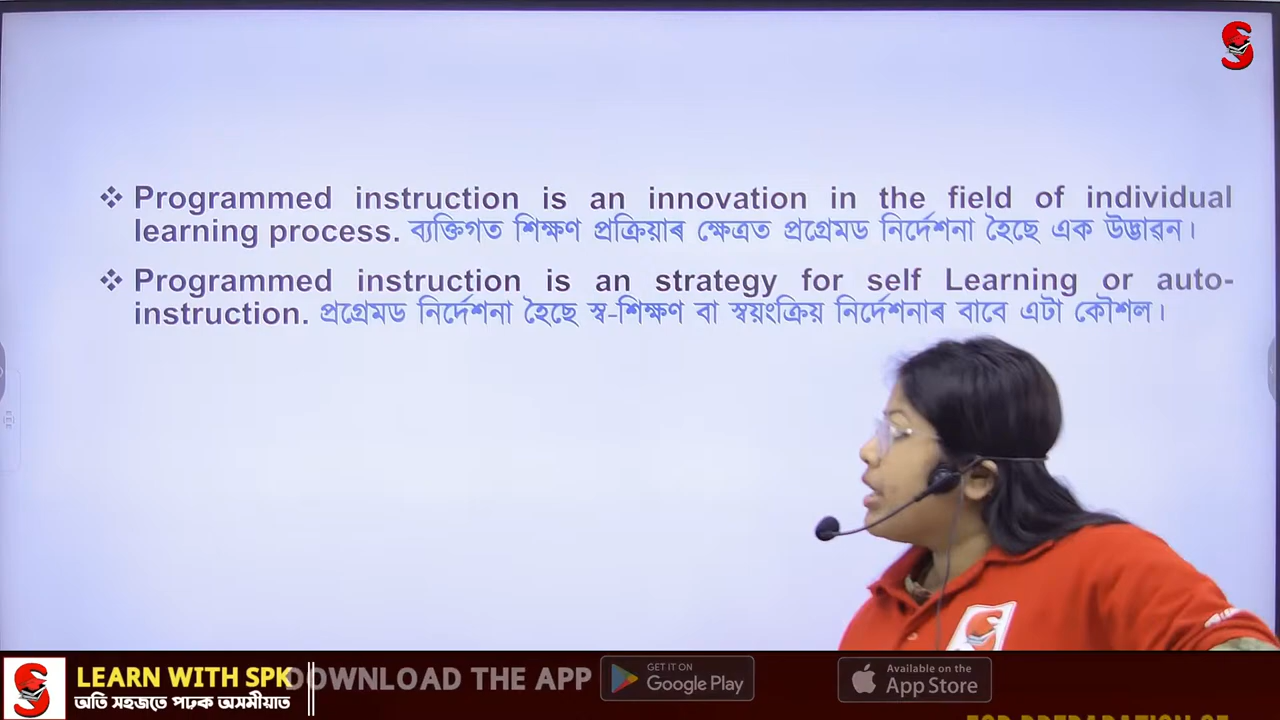 ❖ Programmed instruction is an innovation in the field of individual
learning process. ব্যক্তিগত শিক্ষণ প্ৰক্ৰিয়াৰ ক্ষেত্ৰত প্ৰগ্ৰেমড নিৰ্দেশনা হৈছে এক উদ্ভাৱন।
❖ Programmed instruction is an strategy for self Learning or auto-
instruction. প্ৰগ্ৰেমড নিৰ্দেশনা হৈছে স্ব-শিক্ষণ বা স্বয়ংক্ৰিয় নিৰ্দেশনাৰ বাবে এটা কৌশল।
LEARN WITH SPK
অতি সহজতে পঢ়ক অসমীয়াত
DOWNLOAD THE APP
GET IT ON
Google Play
Available on the
App Store
FOR PREPARATION OF